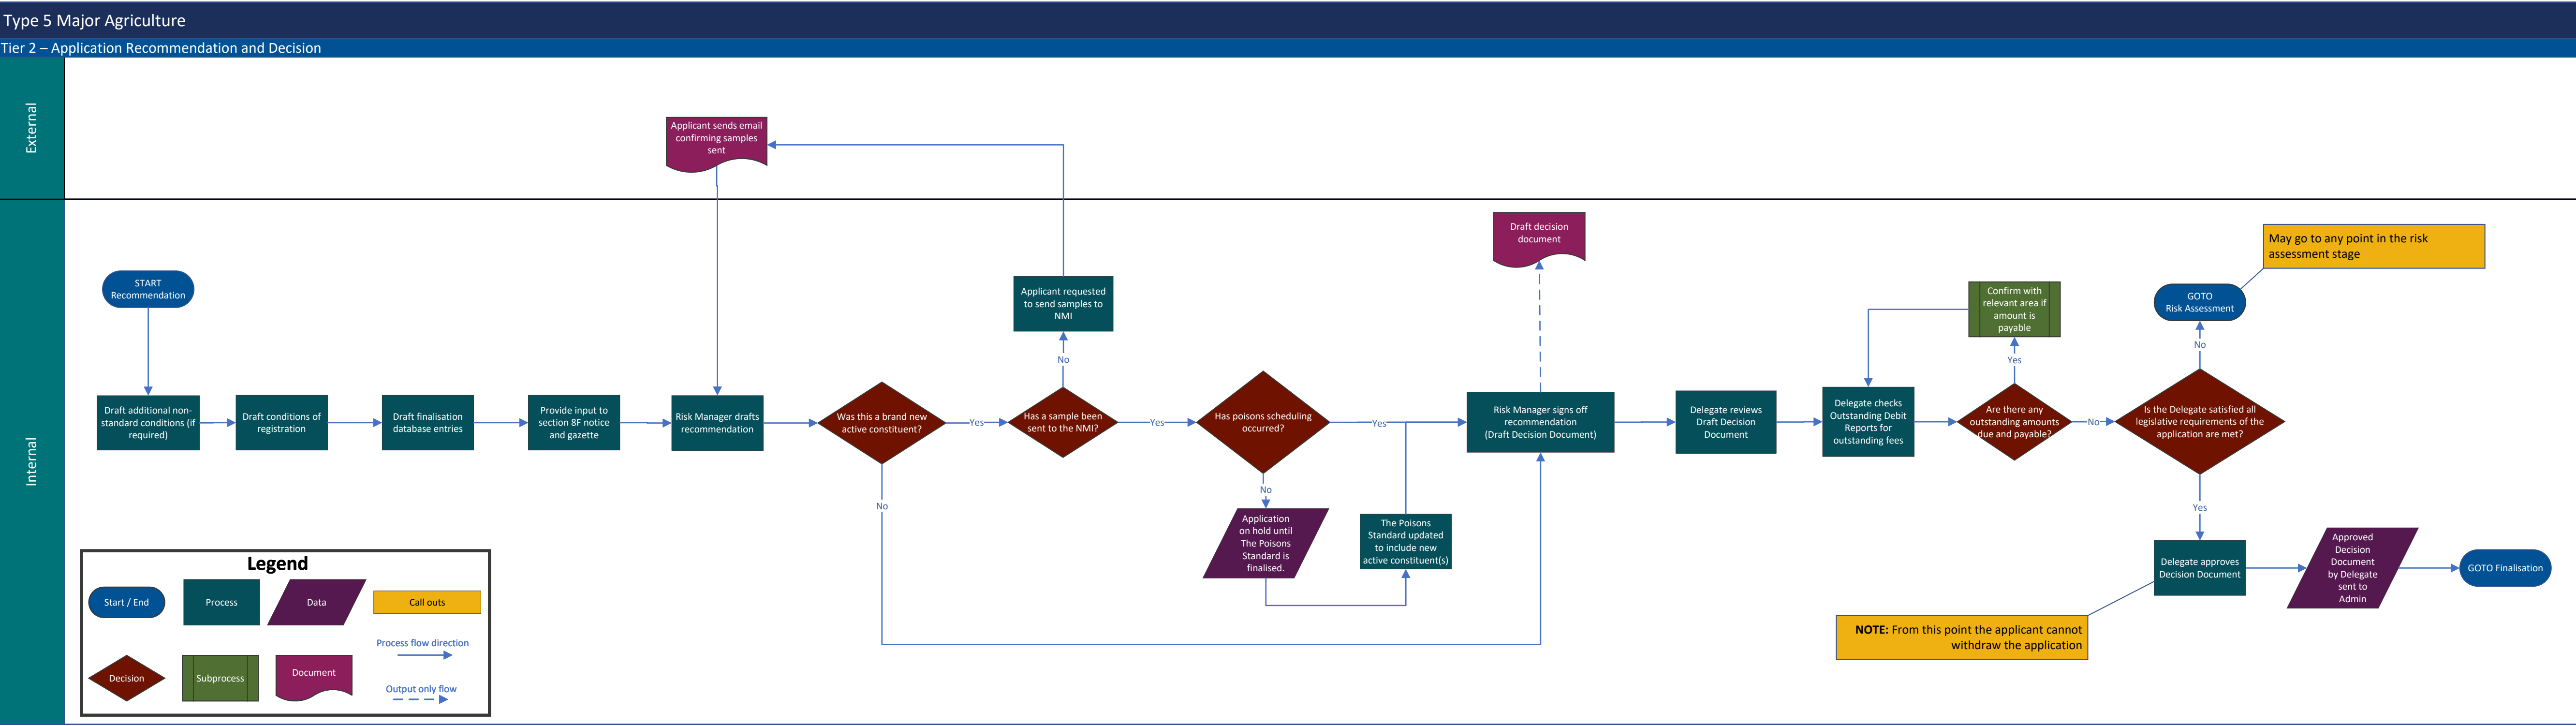 Type 5 Major Agriculture
Tier 2 – Application Recommendation and Decision
External
Applicant sends email
confirming samples
sent
Internal
START
Recommendation
Draft additional non-
standard conditions (if
required)
Draft conditions of
registration
Draft finalisation
database entries
Provide input to
section 8F notice
and gazette
Risk Manager drafts
recommendation
Was this a brand new
active constituent?
Yes
No
Has a sample been
sent to the NMI?
No
Applicant requested
to send samples to
NMI
Yes
Has poisons scheduling
occurred?
No
Application
on hold until
The Poisons
Standard is
finalised.
The Poisons
Standard updated
to include new
active constituent(s)
Yes
Risk Manager signs off
recommendation
(Draft Decision Document)
Draft decision
document
Delegate reviews
Draft Decision
Document
Delegate checks
Outstanding Debit
Reports for
outstanding fees
Are there any
outstanding amounts
due and payable?
Yes
Confirm with
relevant area if
amount is
payable
No
Is the Delegate satisfied all
legislative requirements of the
application are met?
No
GOTO
Risk Assessment
May go to any point in the risk
assessment stage
Yes
Delegate approves
Decision Document
NOTE: From this point the applicant cannot
withdraw the application
Approved
Decision
Document
by Delegate
sent to
Admin
GOTO Finalisation
Legend
Start / End
Process
Data
Call outs
Process flow direction
Decision
Subprocess
Document
Output only flow